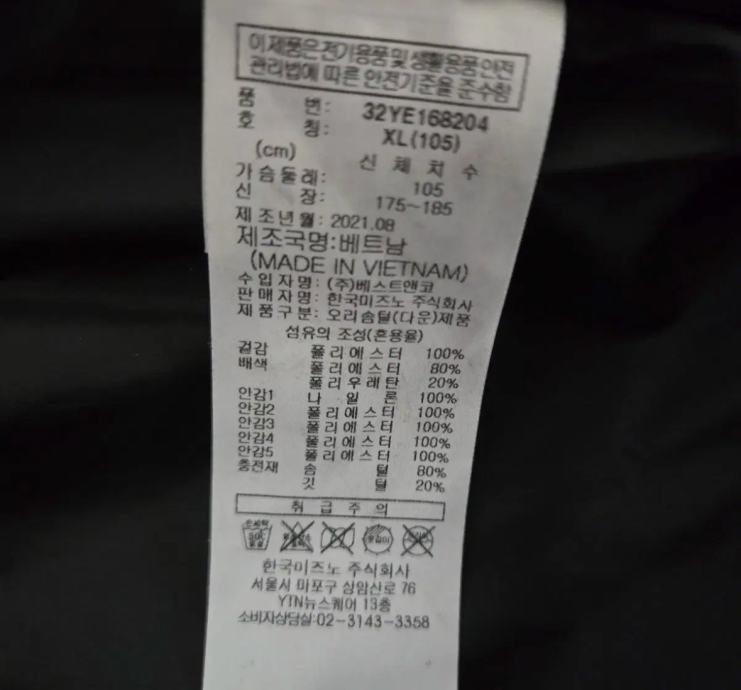 이 제품은 전기용품 및 생활용품 안전
관리법에 따른 안전기준을 준수함
품 번: 32YE168204
호 칭: XL(105)
(cm) 신 체 치 수
가슴둘레: 105
신 장: 175~185
제조년월: 2021.08
제조국명:베트남
(MADE IN VIETNAM)
수입자명: (주)베스트앤코
판매자명: 한국미즈노 주식회사
제품구분: 오리솜털(다운)제품
섬유의 조성(혼용율)
겉감 폴리에스터 100%
배색 폴리에스터 80%
폴리우레탄 20%
안감1 나 일 론 100%
안감2 폴리에스터 100%
안감3 폴리에스터 100%
안감4 폴리에스터 100%
안감5 폴리에스터 100%
충전재 솜 털 80%
깃 털 20%
취 급 주 의
손세탁
한국미즈노 주식회사
서울시 마포구 상암산로 76
YTN뉴스퀘어 13층
소비자상담실:02-3143-3358